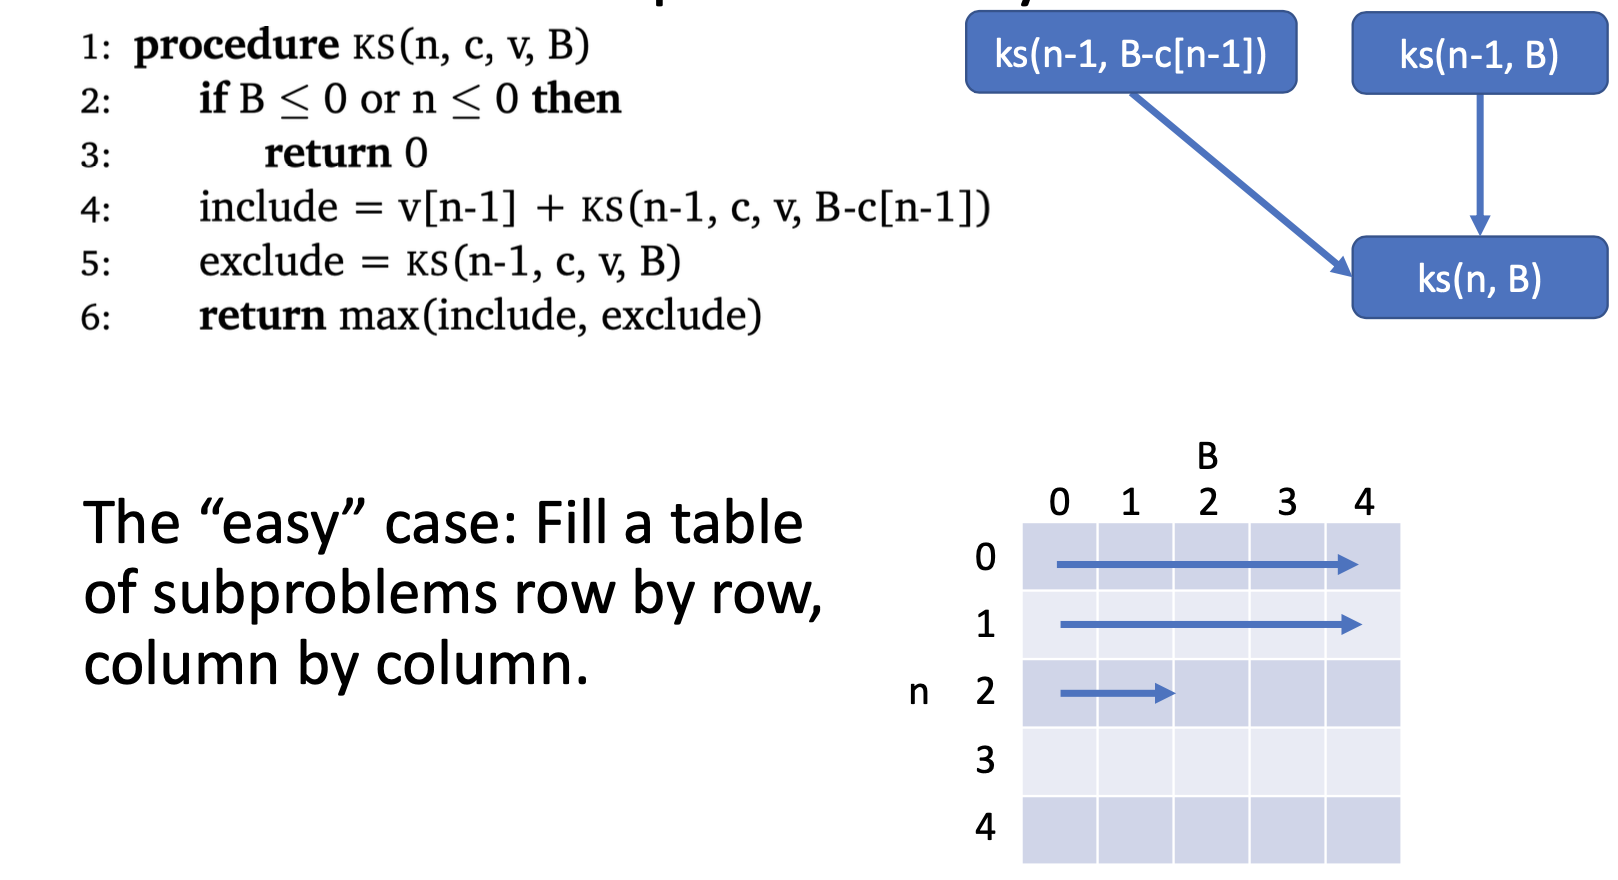 1: procedure KS(n, c, v, B)
2: if B ≤ 0 or n ≤ 0 then
3: return 0
4: include = v[n-1] + KS(n-1, c, v, B-c[n-1])
5: exclude = KS(n-1, c, v, B)
6: return max(include, exclude)
ks(n-1, B-c[n-1])
ks(n-1, B)
ks(n, B)
The “easy” case: Fill a table
of subproblems row by row,
column by column.
B
0 1 2 3 4
0
1
n 2
3
4